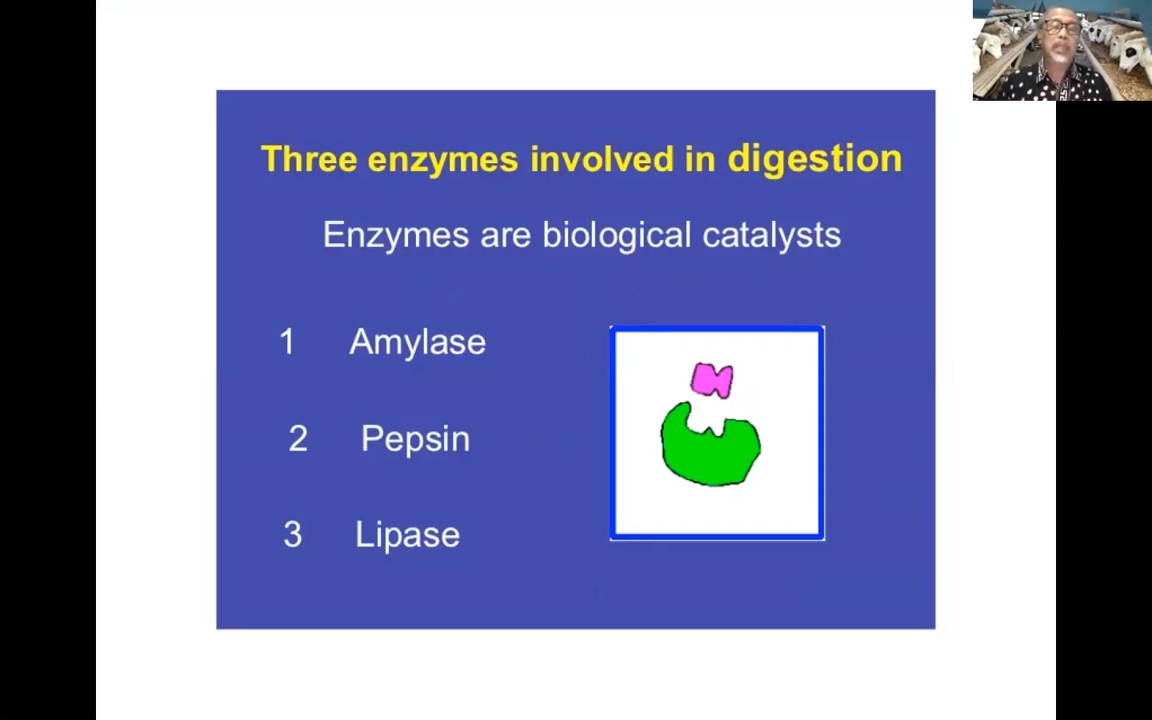 Three enzymes involved in digestion
Enzymes are biological catalysts
1 Amylase
2 Pepsin
3 Lipase